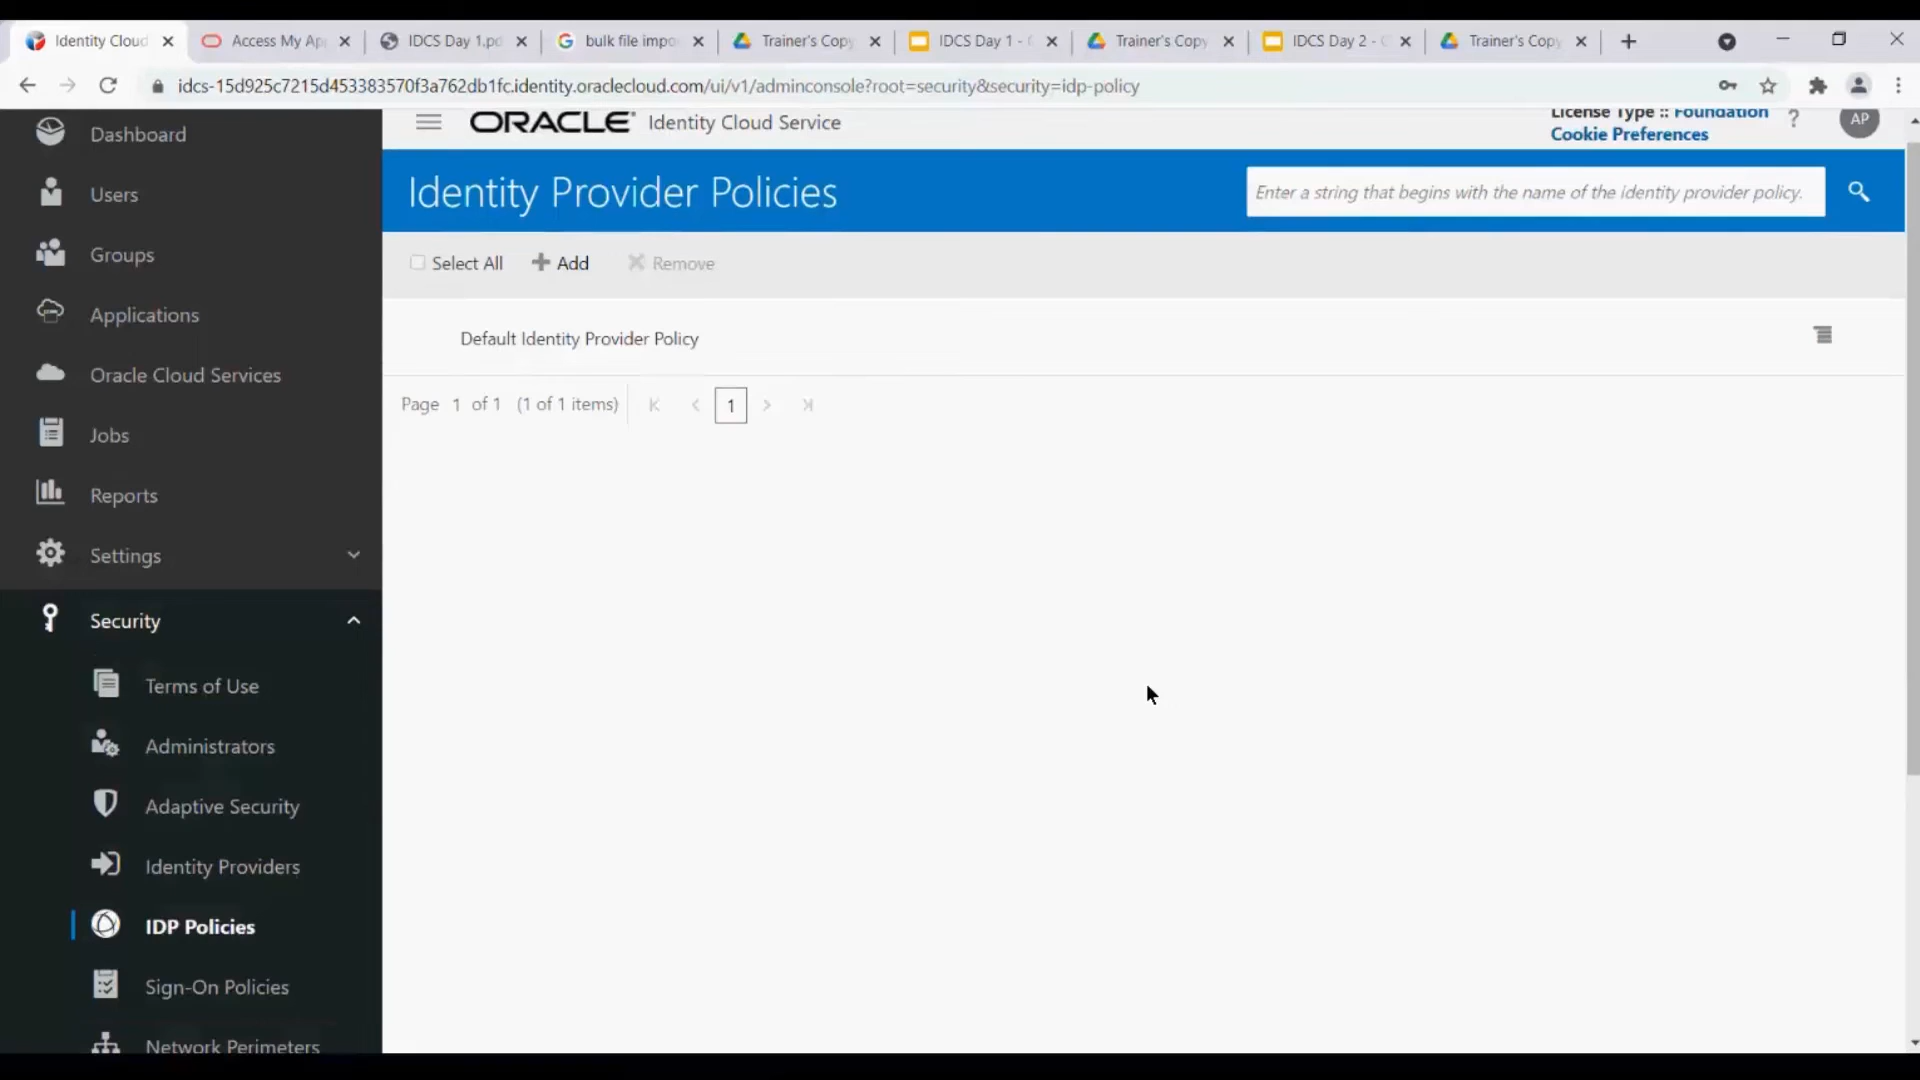 Identity Cloud
Access My Ap
IDCS Day 1.pd
bulk file impo
Trainer's Copy
IDCS Day 1 -
Trainer's Copy
IDCS Day 2 -
Trainer's Copy
idcs-15d925c7215d453383570f3a762db1fc.identity.oraclecloud.com/ui/v1/adminconsole?root=security&security=idp-policy
Dashboard
Users
Groups
Applications
Oracle Cloud Services
Jobs
Reports
Settings
Security
Terms of Use
Administrators
Adaptive Security
Identity Providers
IDP Policies
Sign-On Policies
Network Perimeters
ORACLE® Identity Cloud Service
License Type :: Foundation
Cookie Preferences
?
AP
Identity Provider Policies
Enter a string that begins with the name of the identity provider policy.
Select All
Add
Remove
Default Identity Provider Policy
Page 1 of 1 (1 of 1 items)
1